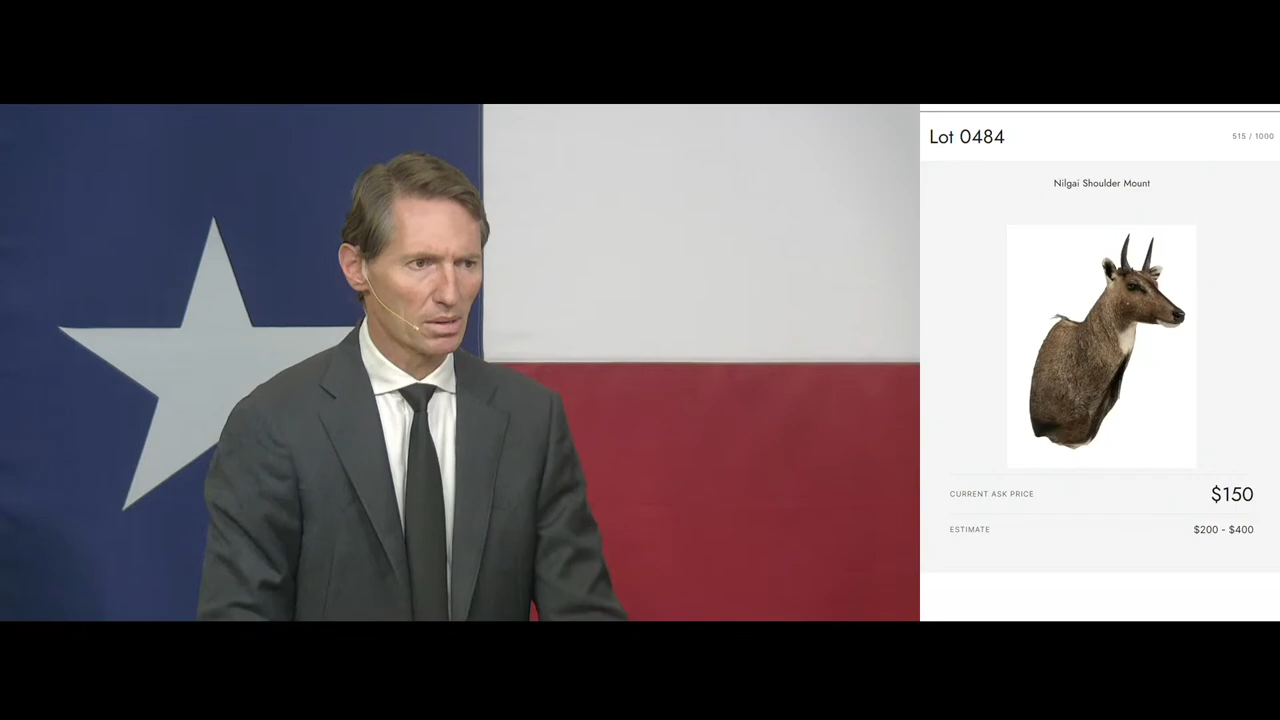 Lot 0484
515 / 1000
Nilgai Shoulder Mount
CURRENT ASK PRICE
$150
ESTIMATE
$200 - $400